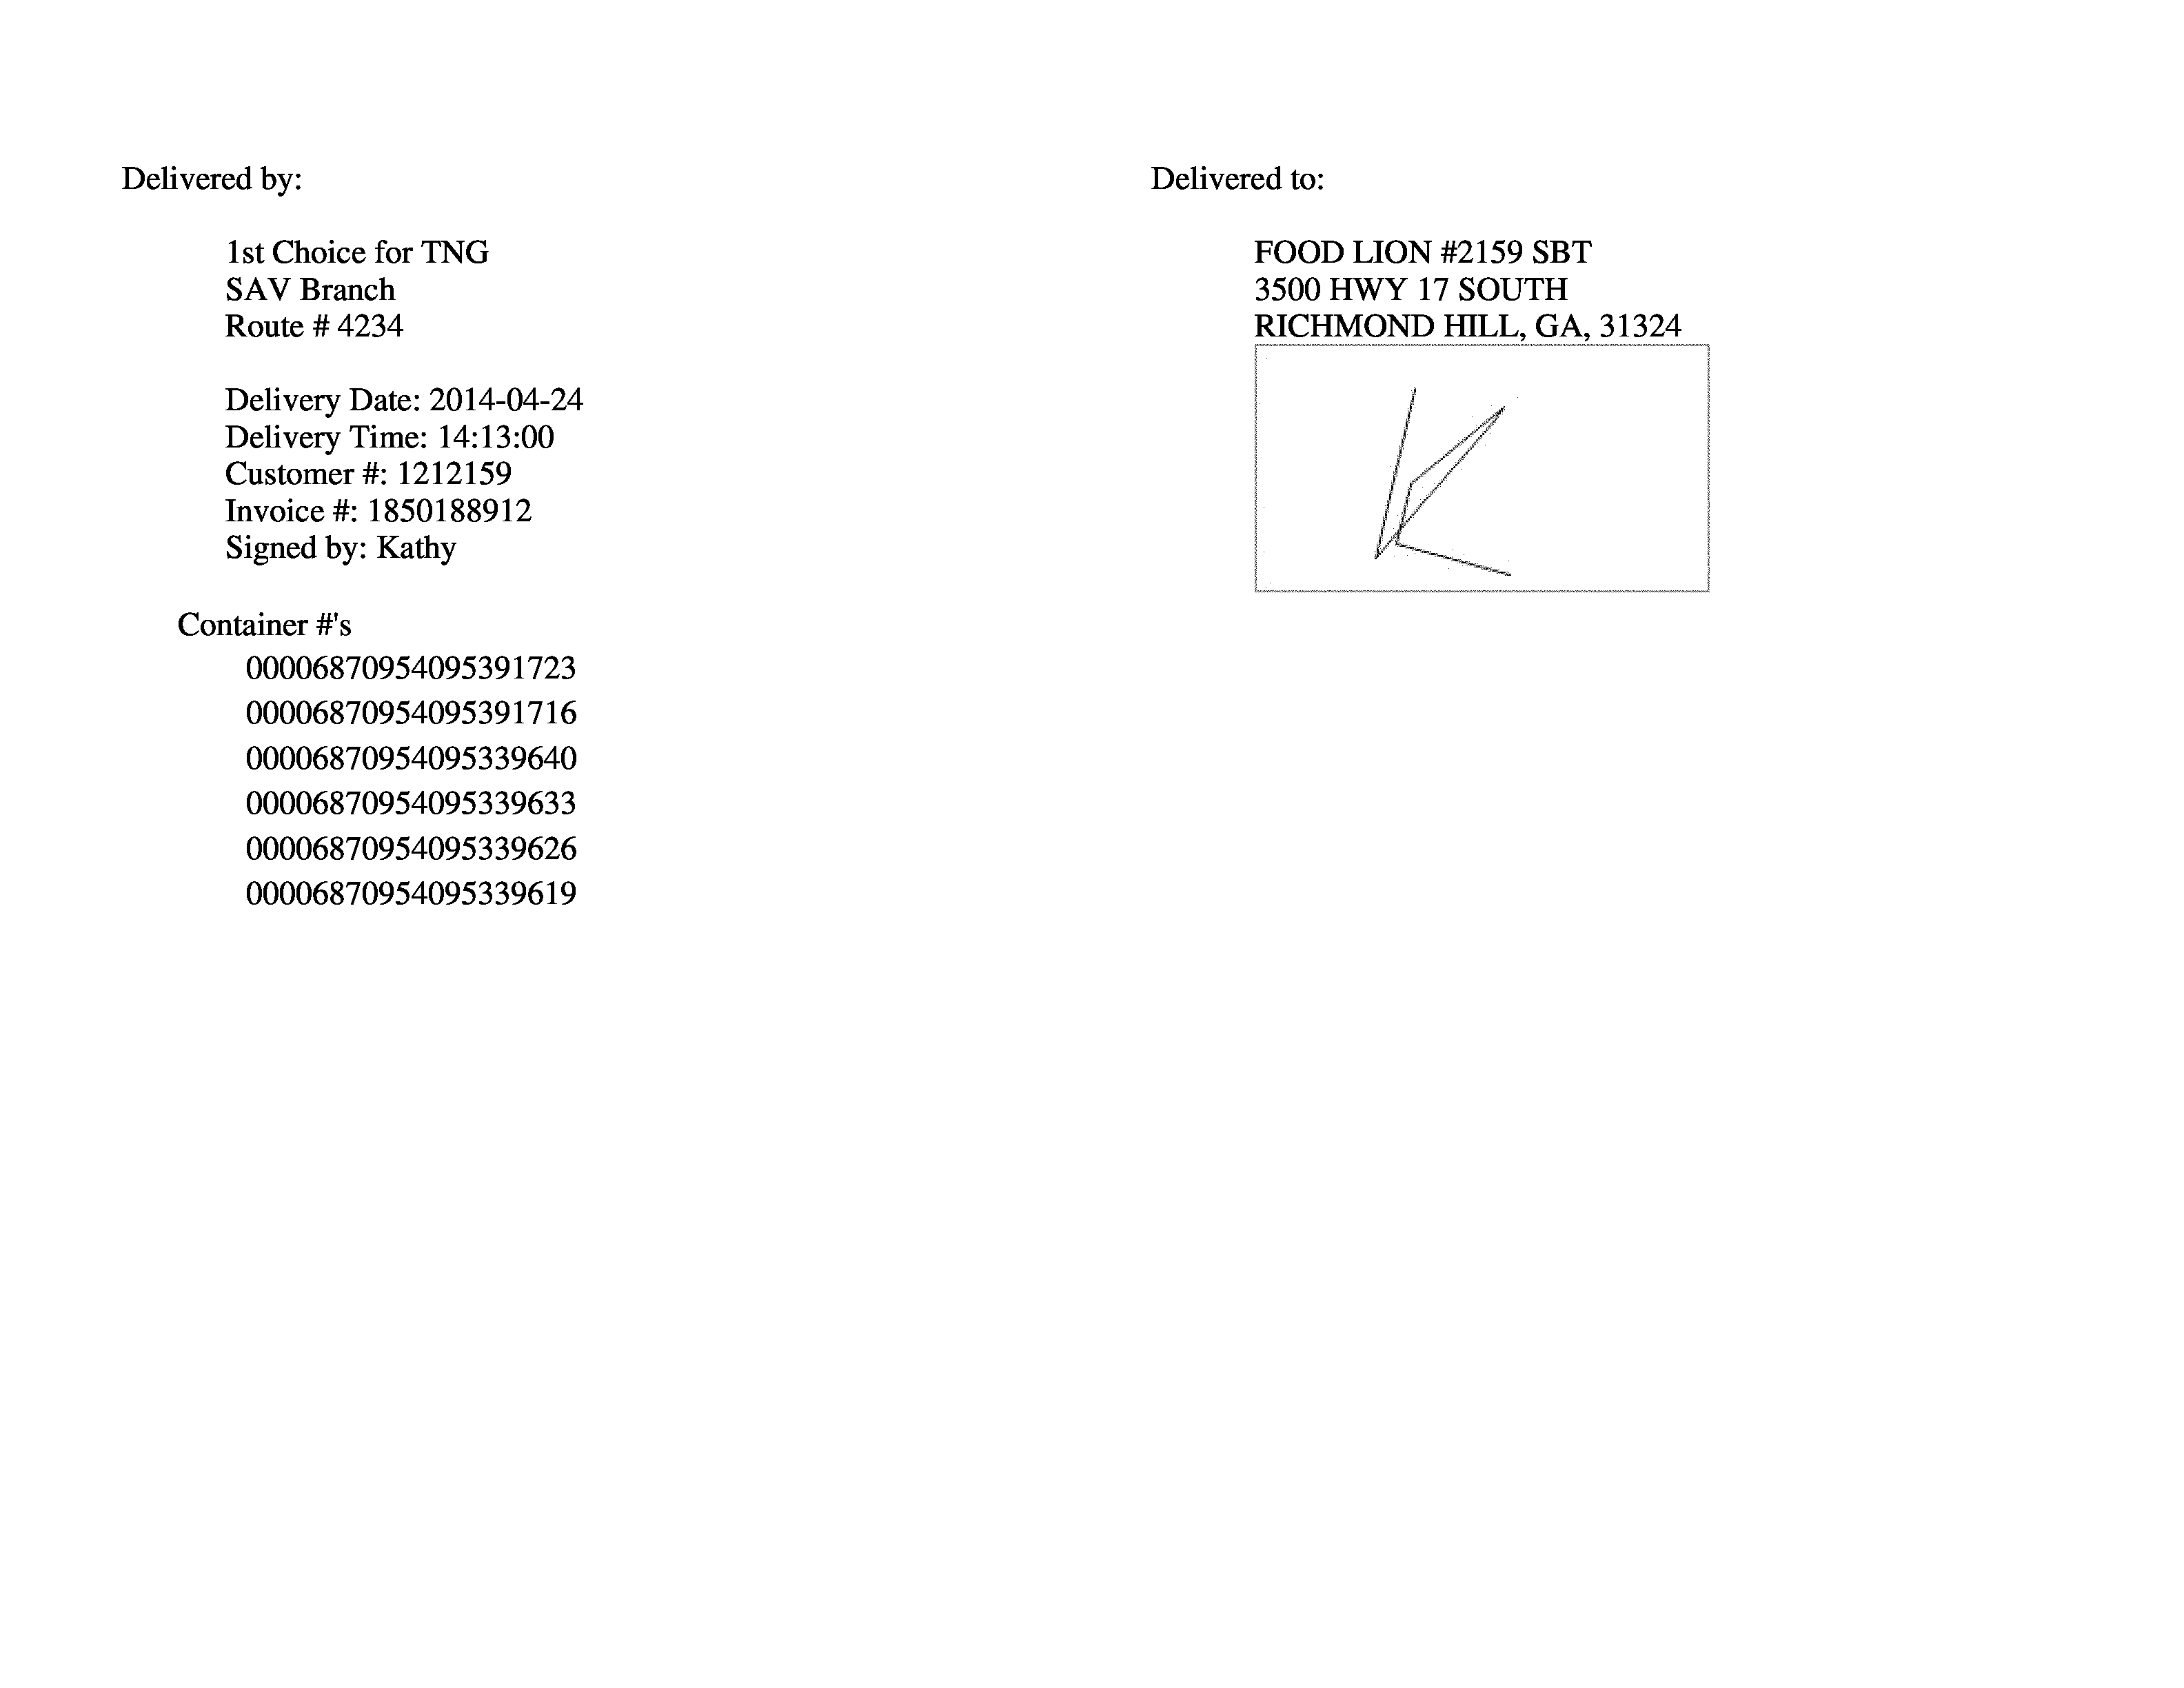 Delivered by:
1st Choice for TNG
SAV Branch
Route # 4234
Delivery Date: 2014-04-24
Delivery Time: 14:13:00
Customer #: 1212159
Invoice #: 1850188912
Signed by: Kathy
Container #'s
00006870954095391723
00006870954095391716
00006870954095339640
00006870954095339633
00006870954095339626
00006870954095339619
Delivered to:
FOOD LION #2159 SBT
3500 HWY 17 SOUTH
RICHMOND HILL, GA, 31324